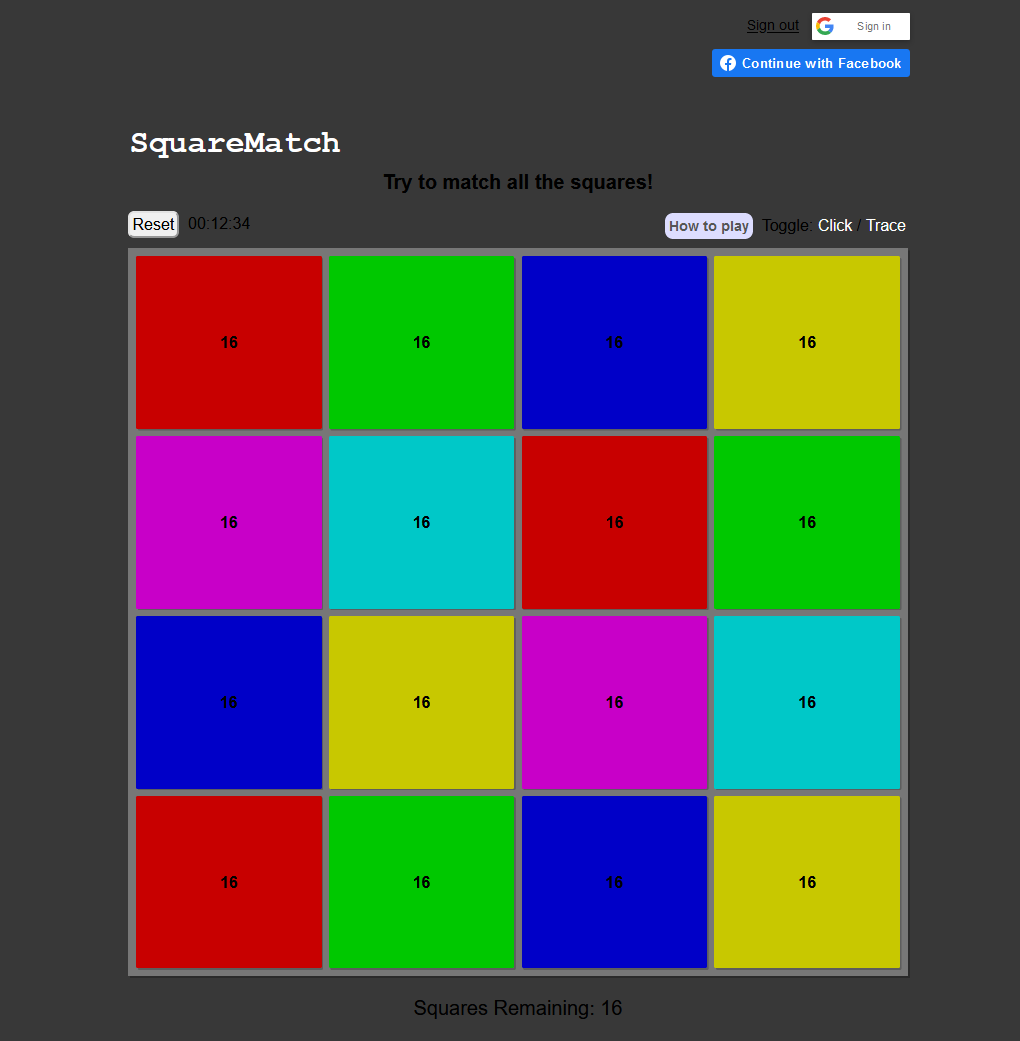 Sign out Sign in
Continue with Facebook
SquareMatch
Try to match all the squares!
Reset 00:12:34 How to play Toggle: Click / Trace
16 16 16 16
16 16 16 16
16 16 16 16
16 16 16 16
Squares Remaining: 16